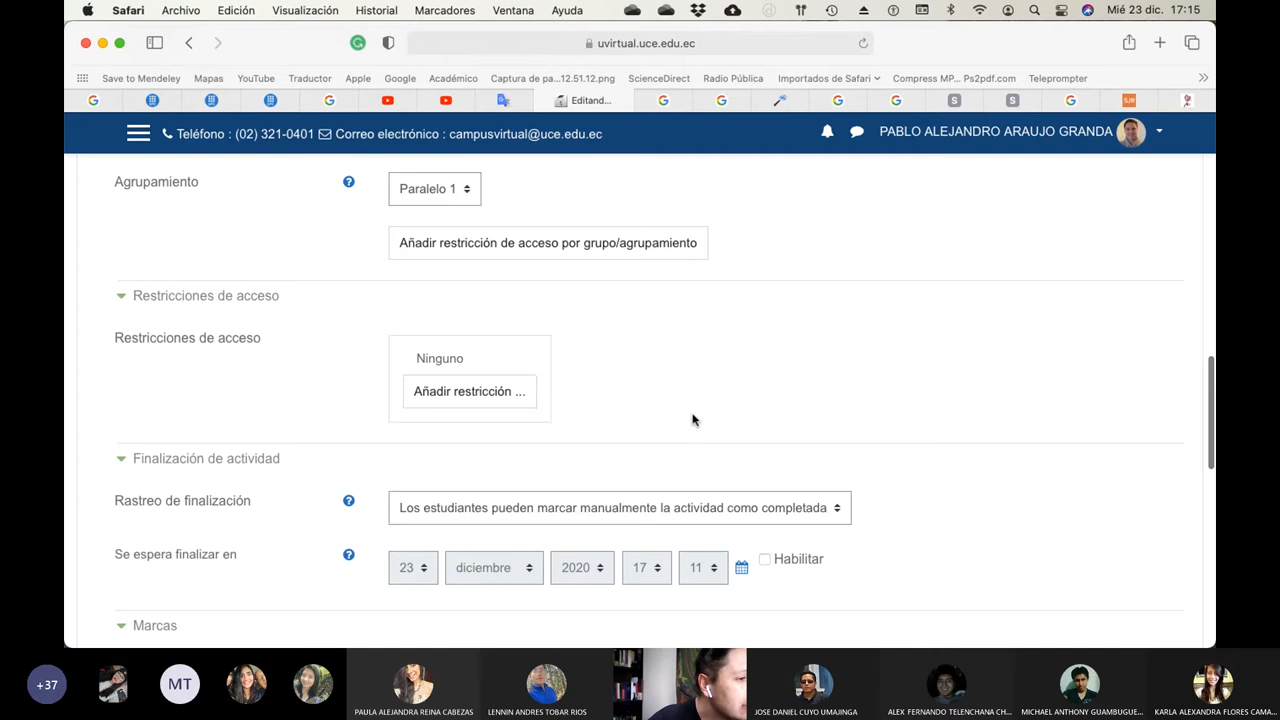 Safari Archivo Edición Visualización Historial Marcadores Ventana Ayuda Mié 23 dic. 17:15
uvirtual.uce.edu.ec
Save to Mendeley Mapas YouTube Traductor Apple Google Académico Captura de pa...12.51.12.png ScienceDirect Radio Pública Importados de Safari Compress MP... Ps2pdf.com Teleprompter
Editand...
Teléfono : (02) 321-0401 Correo electrónico : campusvirtual@uce.edu.ec PABLO ALEJANDRO ARAUJO GRANDA
Agrupamiento Paralelo 1
Añadir restricción de acceso por grupo/agrupamiento
Restricciones de acceso
Restricciones de acceso
Ninguno
Añadir restricción ...
Finalización de actividad
Rastreo de finalización Los estudiantes pueden marcar manualmente la actividad como completada
Se espera finalizar en 23 diciembre 2020 17 11 Habilitar
Marcas
+37 MT
PAULA ALEJANDRA REINA CABEZAS LENNIN ANDRES TOBAR RIOS JOSE DANIEL CUYO UMAJINGA ALEX FERNANDO TELENCHANA CH... MICHAEL ANTHONY GUAMBUGUE... KARLA ALEXANDRA FLORES CAMA...